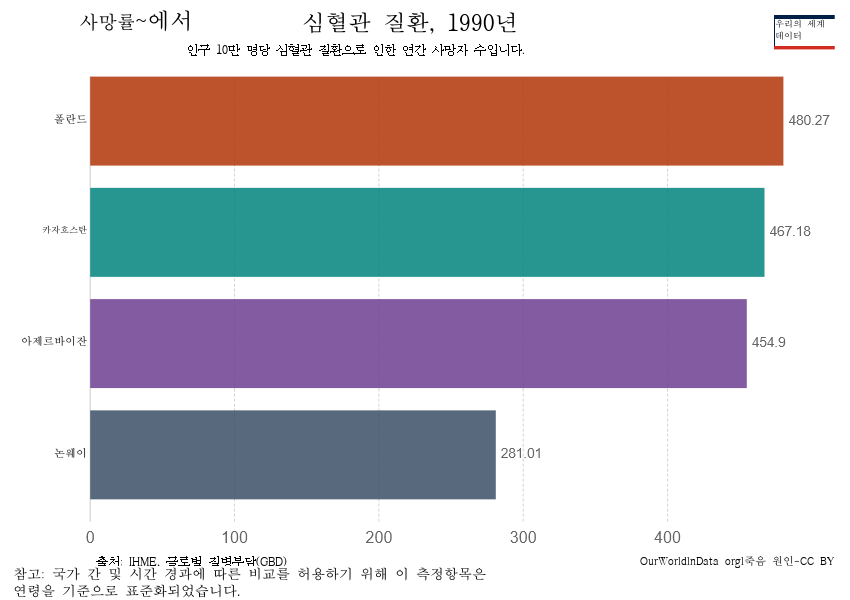 사망률~에서 심혈관 질환, 1990년
우리의 세계
데이터
인구 10만 명당 심혈관 질환으로 인한 연간 사망자 수입니다.
폴란드
480.27
카자흐스탄
467.18
아제르바이잔
454.9
논웨이
281.01
0 100 200 300 400
출처: IHME, 글로벌 질병부담(GBD)
OurWorldInData org|죽음 원인-CC BY
참고: 국가 간 및 시간 경과에 따른 비교를 허용하기 위해 이 측정항목은
연령을 기준으로 표준화되었습니다.